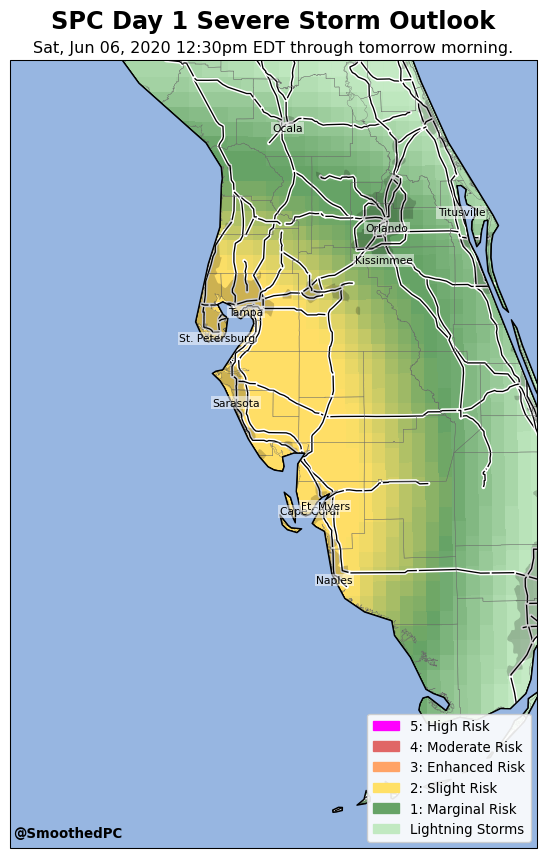 SPC Day 1 Severe Storm Outlook
Sat, Jun 06, 2020 12:30pm EDT through tomorrow morning.
Ocala
Titusville
Orlando
Kissimmee
Tampa
St. Petersburg
Sarasota
Ft. Myers
Cape Coral
Naples
5: High Risk
4: Moderate Risk
3: Enhanced Risk
2: Slight Risk
1: Marginal Risk
Lightning Storms
@SmoothedPC